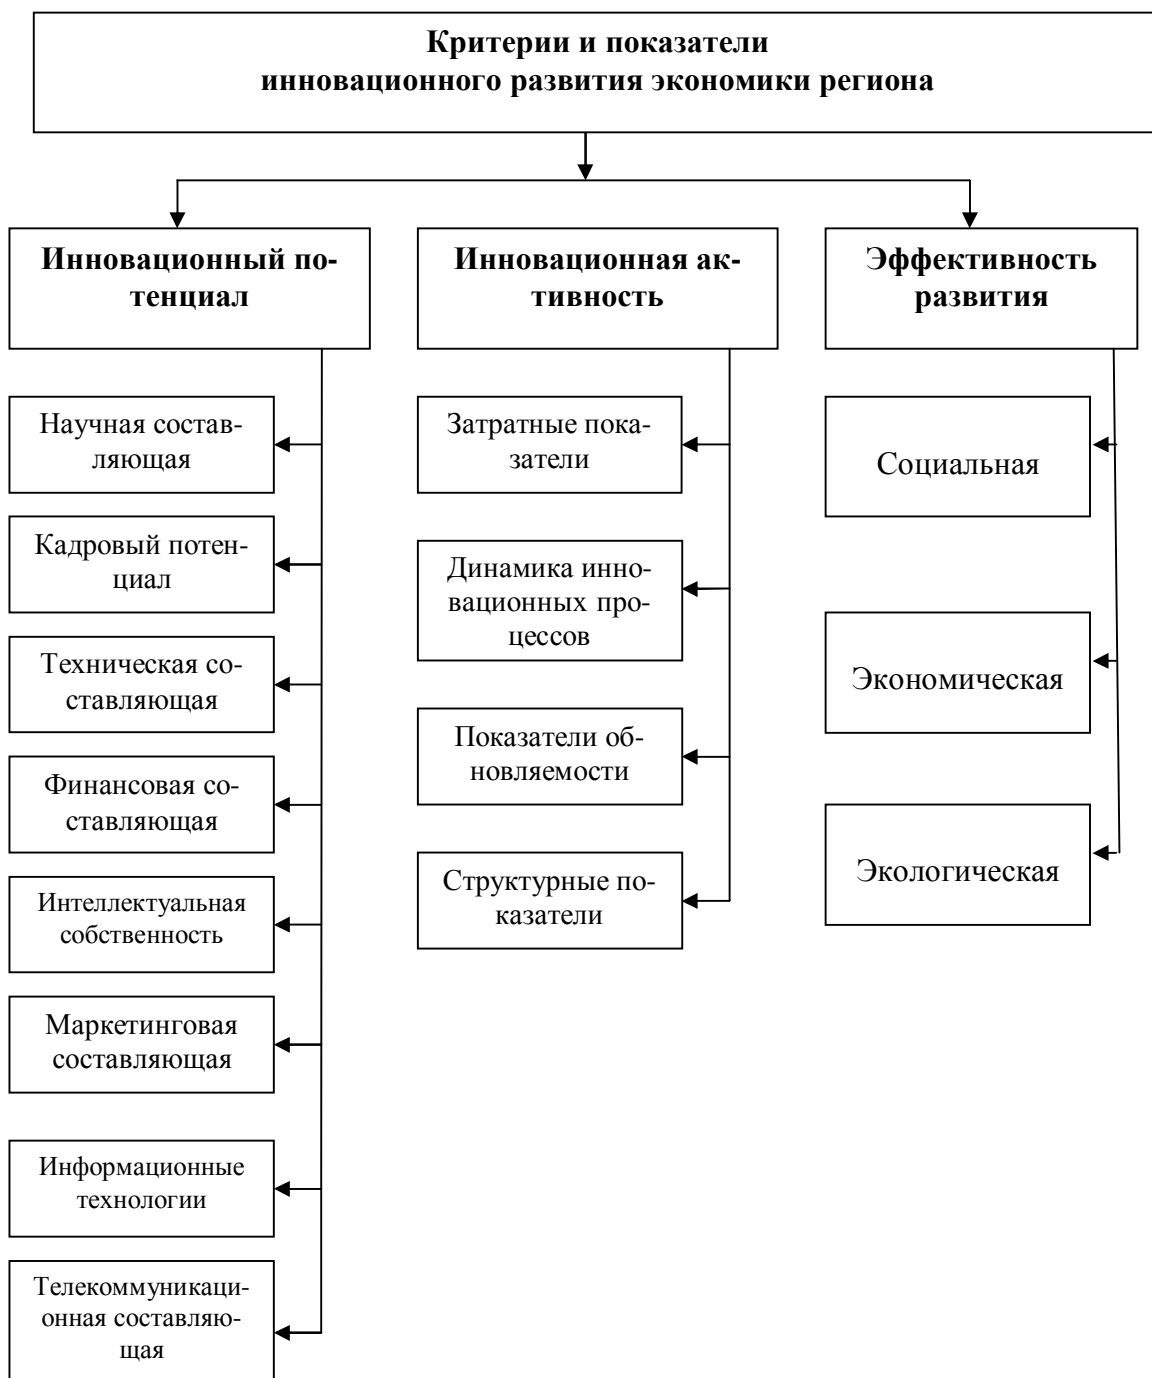 Критерии и показатели
инновационного развития экономики региона
Инновационный по-
тенциал
Научная состав-
ляющая
Кадровый потен-
циал
Техническая со-
ставляющая
Финансовая со-
ставляющая
Интеллектуальная
собственность
Маркетинговая
составляющая
Информационные
технологии
Телекоммуникаци-
онная составляю-
щая
Инновационная ак-
тивность
Затратные пока-
затели
Динамика инно-
вационных про-
цессов
Показатели об-
новляемости
Структурные по-
казатели
Эффективность
развития
Социальная
Экономическая
Экологическая